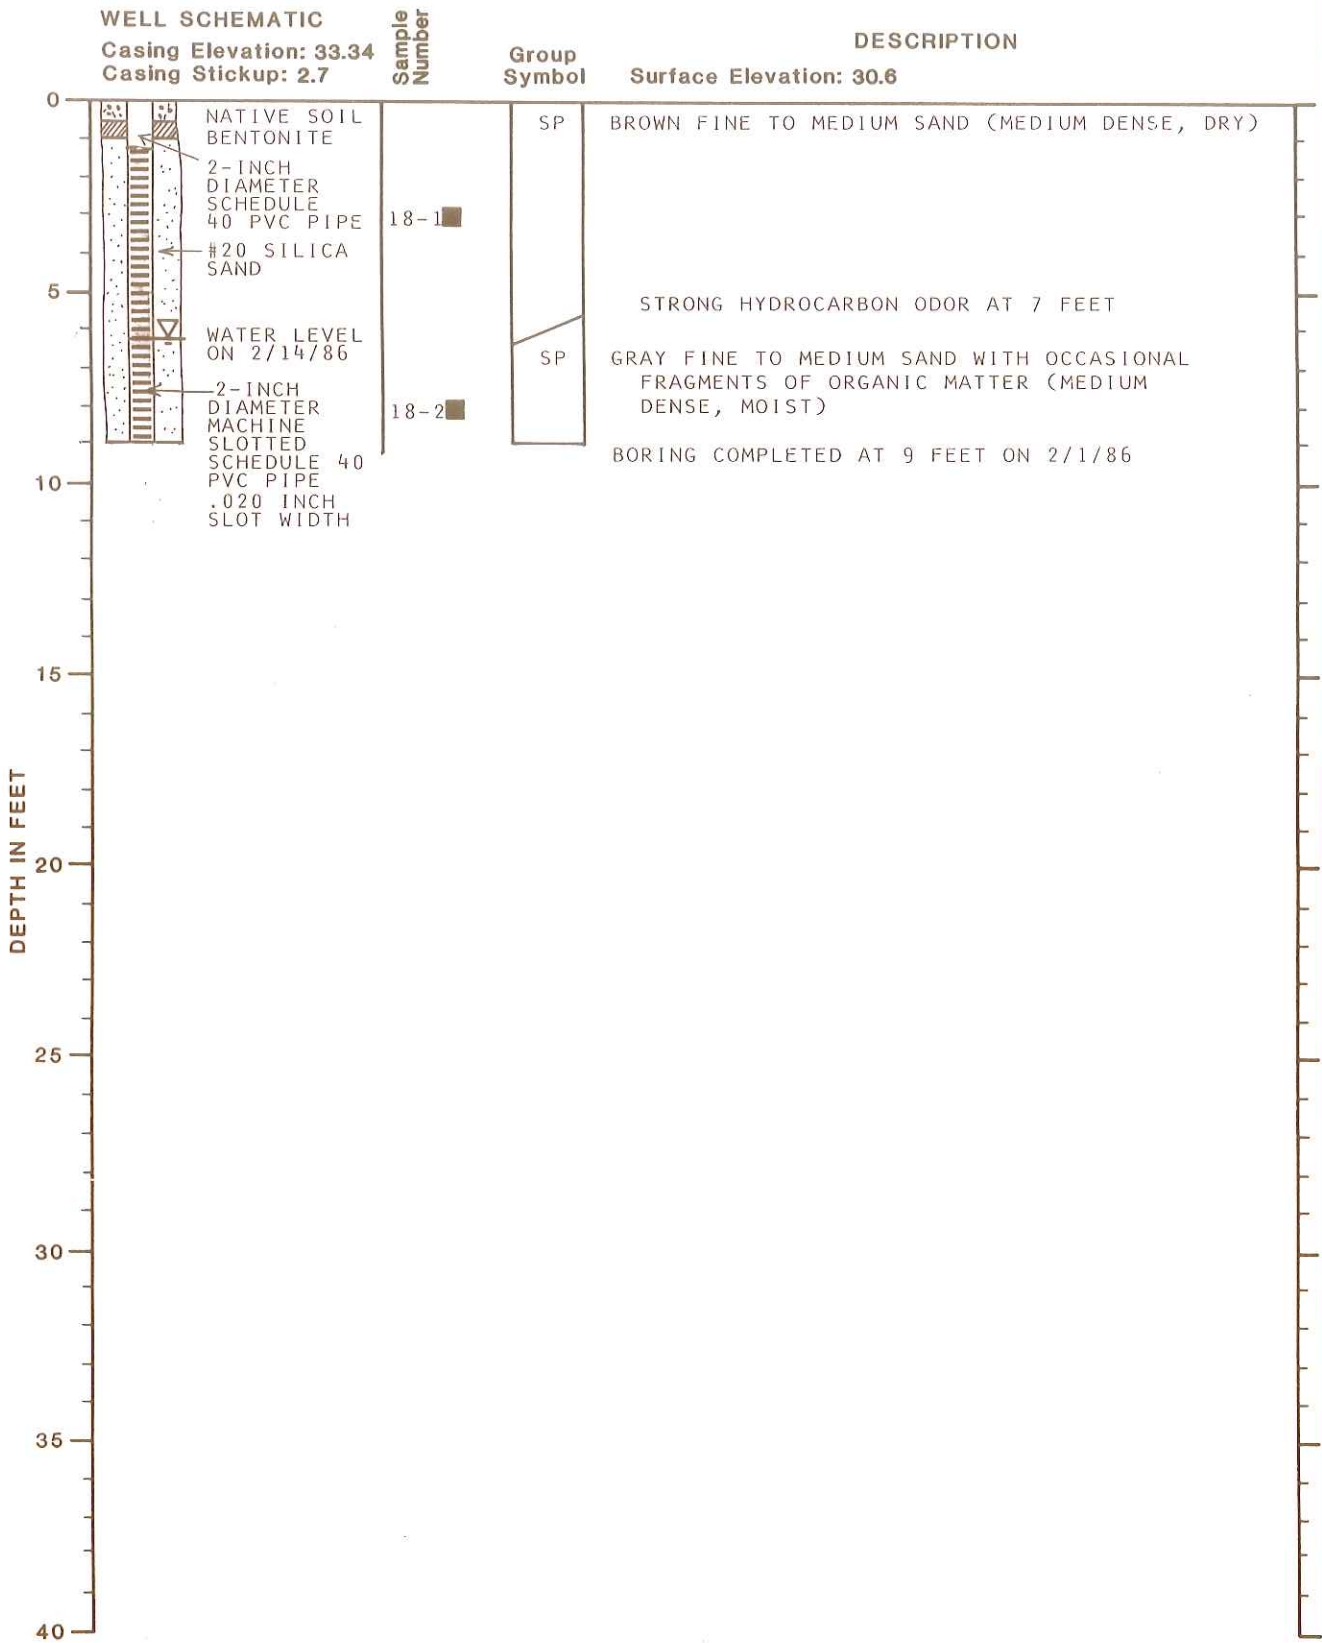 WELL SCHEMATIC
Casing Elevation: 33.34
Casing Stickup: 2.7
Sample
Number
Group
Symbol
DESCRIPTION
Surface Elevation: 30.6
DEPTH IN FEET
0
5
10
15
20
25
30
35
40
NATIVE SOIL
BENTONITE
2-INCH
DIAMETER
SCHEDULE
40 PVC PIPE
#20 SILICA
SAND
WATER LEVEL
ON 2/14/86
2-INCH
DIAMETER
MACHINE
SLOTTED
SCHEDULE 40
PVC PIPE
.020 INCH
SLOT WIDTH
18-1
18-2
SP
SP
BROWN FINE TO MEDIUM SAND (MEDIUM DENSE, DRY)
STRONG HYDROCARBON ODOR AT 7 FEET
GRAY FINE TO MEDIUM SAND WITH OCCASIONAL
FRAGMENTS OF ORGANIC MATTER (MEDIUM
DENSE, MOIST)
BORING COMPLETED AT 9 FEET ON 2/1/86